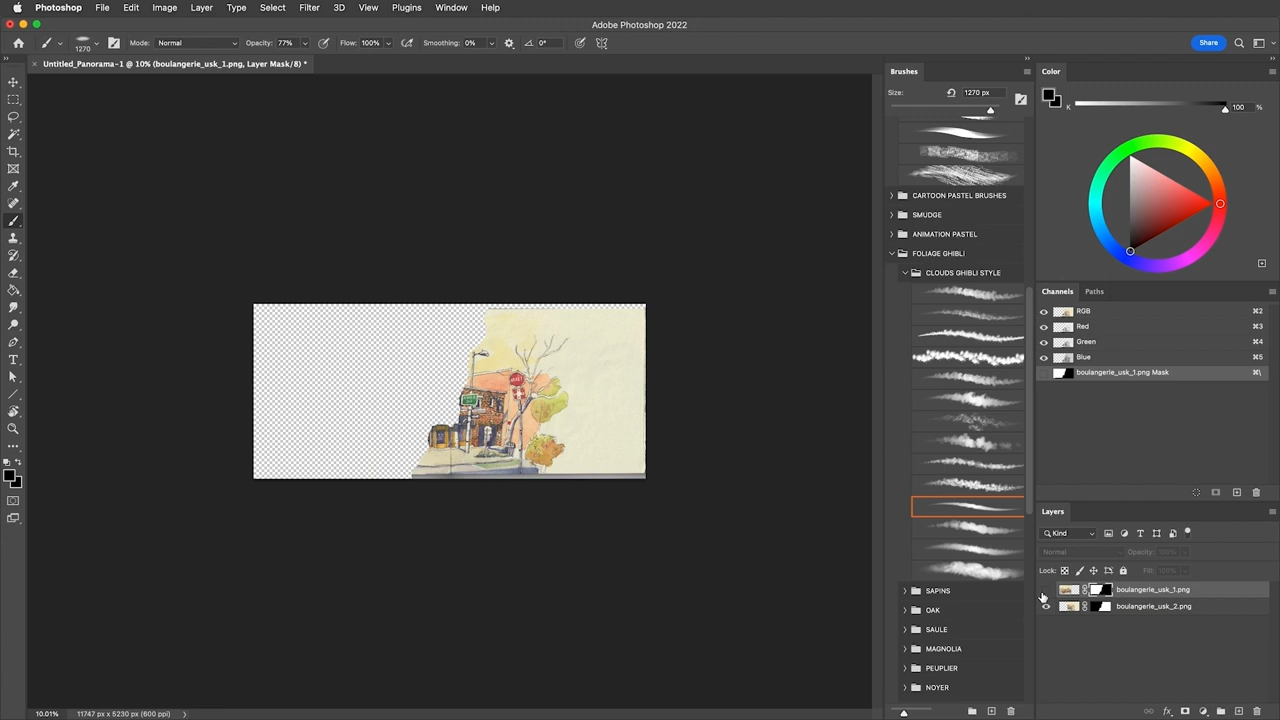 Photoshop File Edit Image Layer Type Select Filter 3D View Plugins Window Help
Adobe Photoshop 2022
1270 Mode: Normal Opacity: 77% Flow: 100% Smoothing: 0% 0° Share
Untitled_Panorama-1 @ 10% (boulangerie_usk_1.png, Layer Mask/8) *
Brushes
Size: 1270 px
CARTOON PASTEL BRUSHES
SMUDGE
ANIMATION PASTEL
FOLIAGE GHIBLI
CLOUDS GHIBLI STYLE
SAPINS
OAK
SAULE
MAGNOLIA
PEUPLIER
NOYER
Color
K 100 %
Channels Paths
RGB ⌘2
Red ⌘3
Green ⌘4
Blue ⌘5
boulangerie_usk_1.png Mask ⌘\
Layers
Kind
Normal Opacity: 100%
Lock: Fill: 100%
boulangerie_usk_1.png
boulangerie_usk_2.png
10.01% 11747 px x 5230 px (600 ppi)